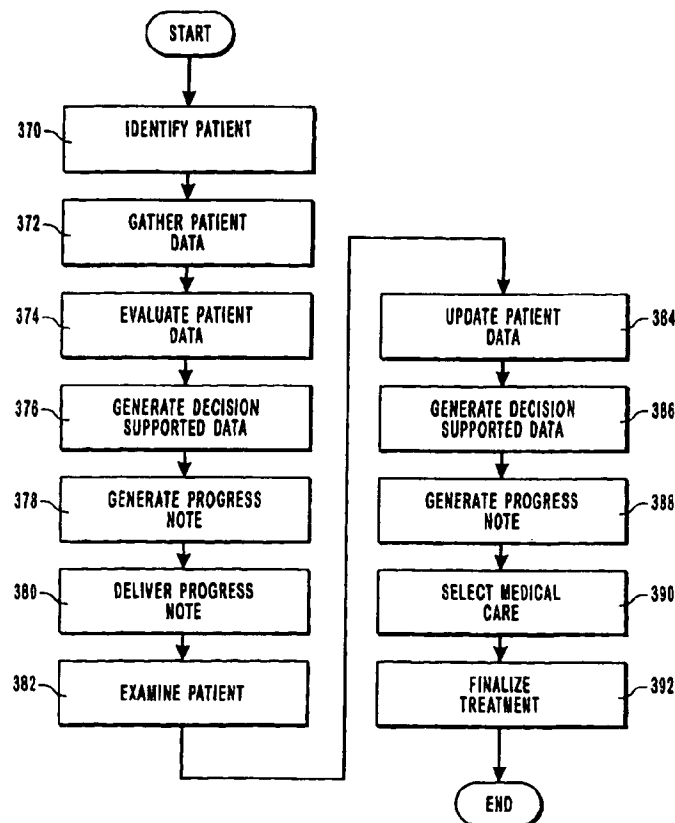 START
370
IDENTIFY PATIENT
372
GATHER PATIENT
DATA
374
EVALUATE PATIENT
DATA
376
GENERATE DECISION
SUPPORTED DATA
378
GENERATE PROGRESS
NOTE
380
DELIVER PROGRESS
NOTE
382
EXAMINE PATIENT
UPDATE PATIENT
DATA
384
GENERATE DECISION
SUPPORTED DATA
386
GENERATE PROGRESS
NOTE
388
SELECT MEDICAL
CARE
390
FINALIZE
TREATMENT
392
END